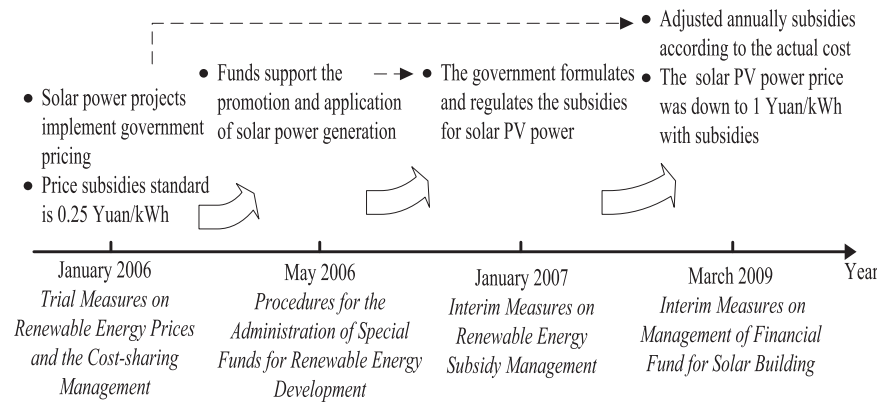 ● Solar power projects
implement government
pricing
● Price subsidies standard
is 0.25 Yuan/kWh
● Funds support the
promotion and application
of solar power generation
● The government formulates
and regulates the subsidies
for solar PV power
● Adjusted annually subsidies
according to the actual cost
● The solar PV power price
was down to 1 Yuan/kWh
with subsidies
January 2006
Trial Measures on
Renewable Energy Prices
and the Cost-sharing
Management
May 2006
Procedures for the
Administration of Special
Funds for Renewable Energy
Development
January 2007
Interim Measures on
Renewable Energy
Subsidy Management
March 2009
Interim Measures on
Management of Financial
Fund for Solar Building
Year